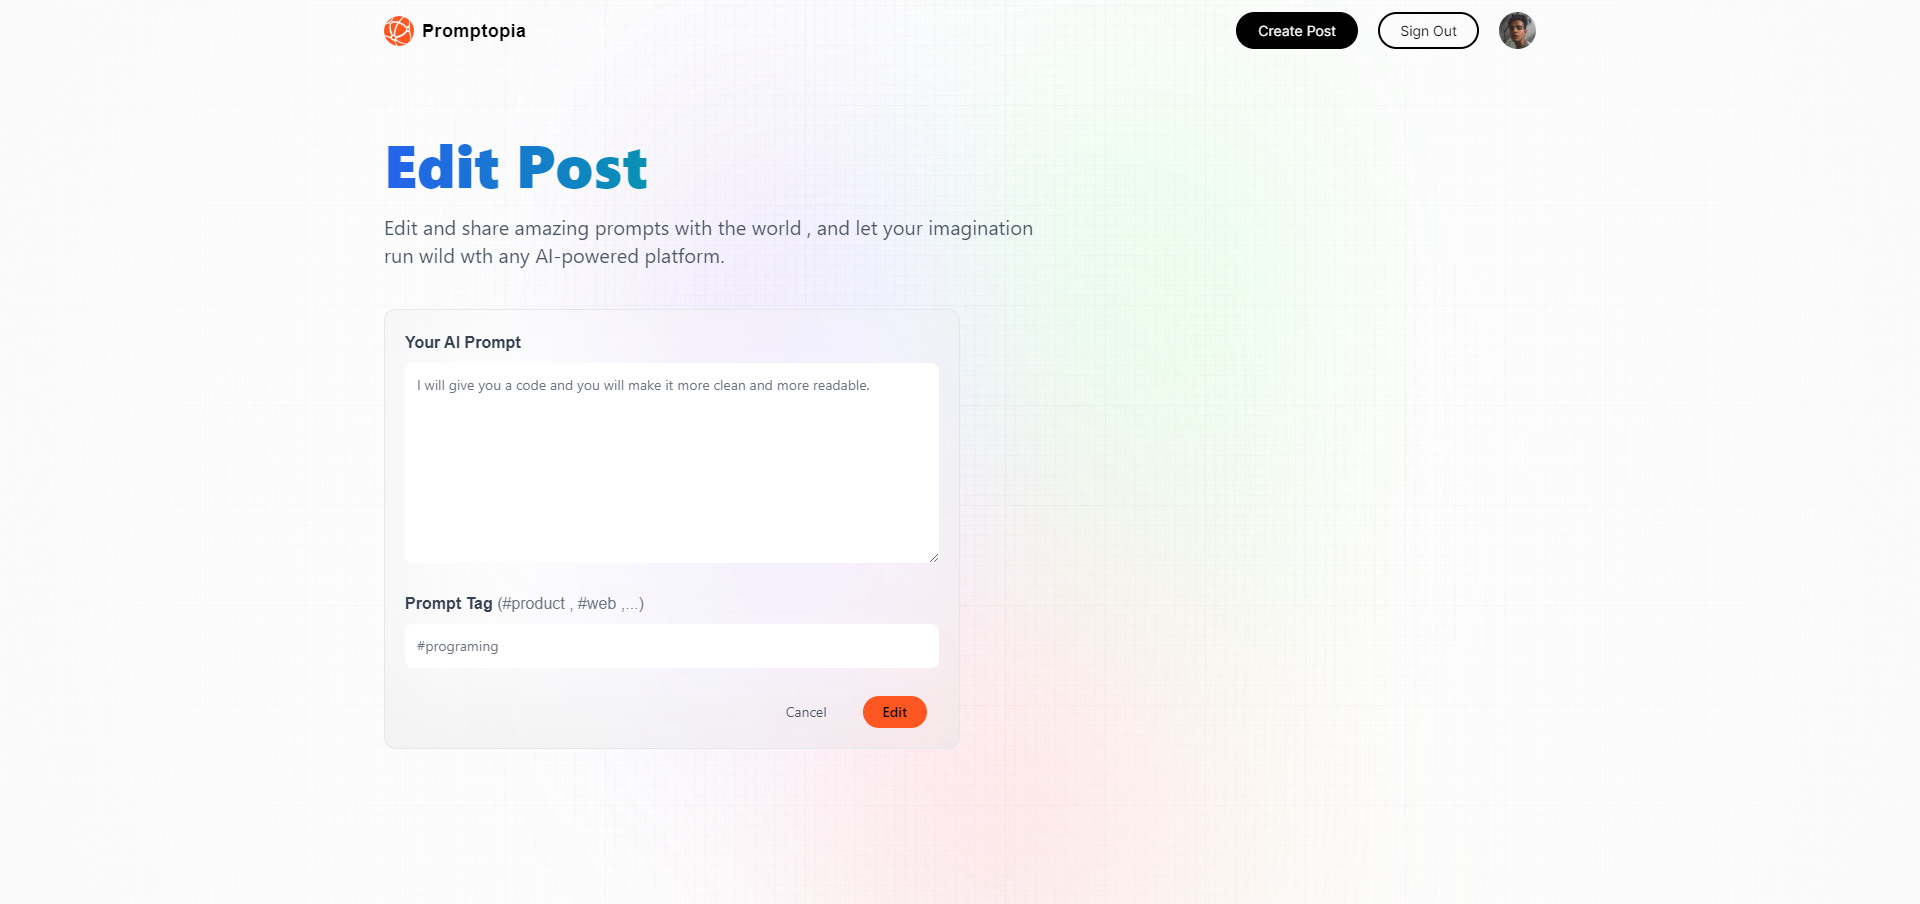 Promptopia
Create Post
Sign Out
Edit Post
Edit and share amazing prompts with the world , and let your imagination
run wild wth any AI-powered platform.
Your AI Prompt
I will give you a code and you will make it more clean and more readable.
Prompt Tag (#product , #web ,...)
#programing
Cancel
Edit